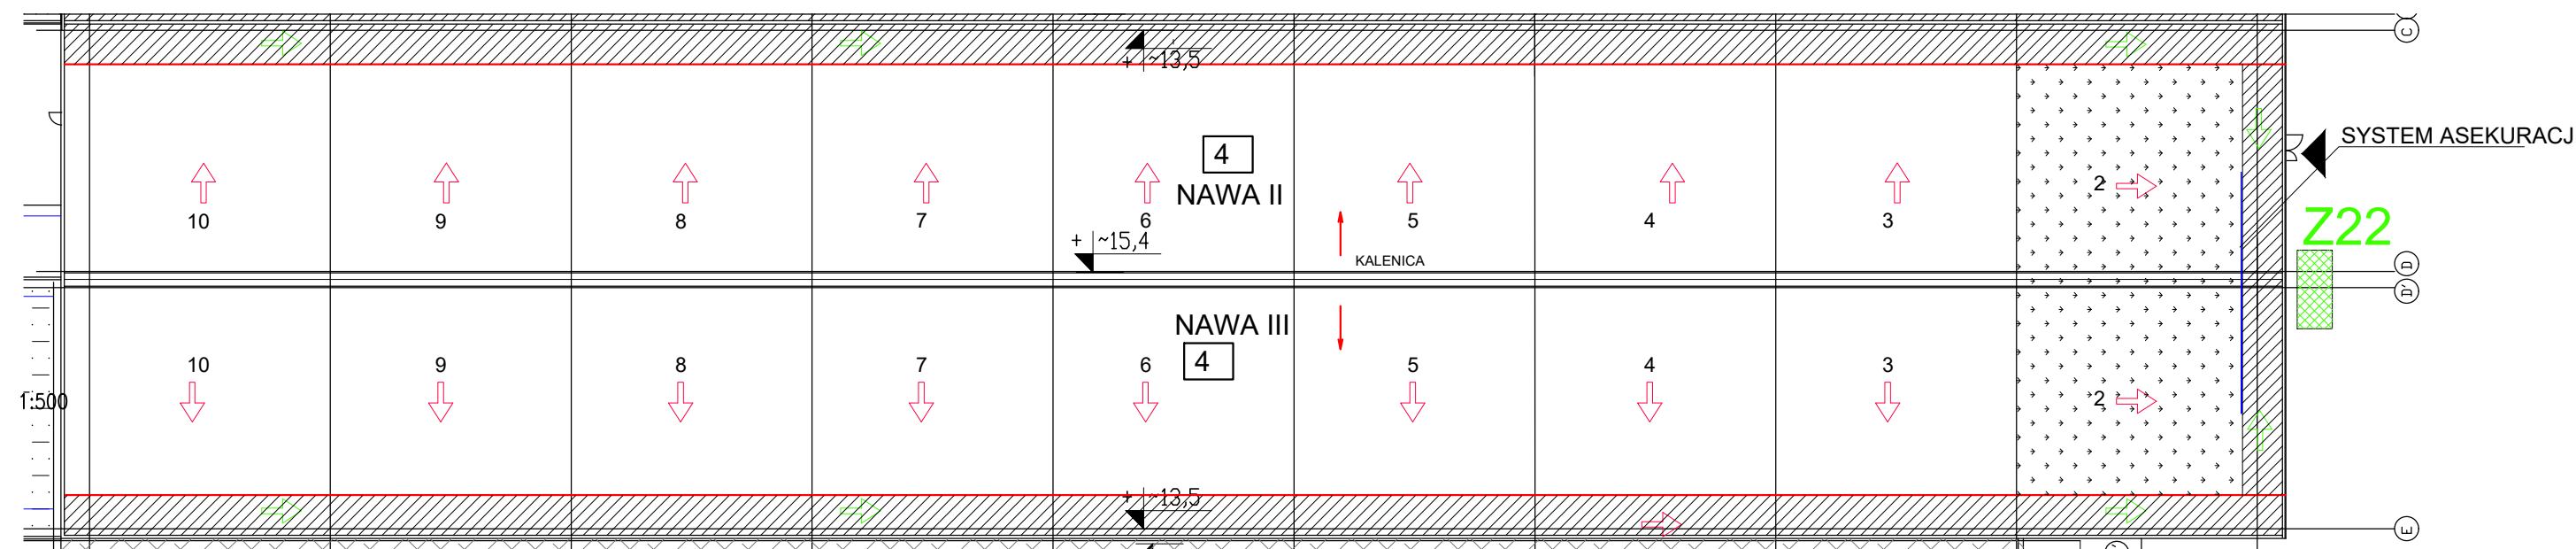 C
+ ~13,5
SYSTEM ASEKURACJ
4
NAWA II
2
10 9 8 7 6 5 4 3
Z22
+ ~15,4
KALENICA
D
D'
NAWA III
4
10 9 8 7 6 5 4 3
2
1:500
+ ~13,5
E